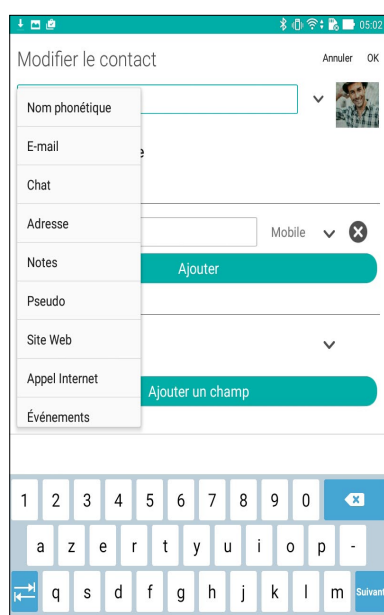 05:02
Modifier le contact Annuler OK
Nom phonétique
E-mail
e
Chat
Adresse
Mobile
Notes
Ajouter
Pseudo
Site Web
Appel Internet
Ajouter un champ
Événements
1 2 3 4 5 6 7 8 9 0
a z e r t y u i o p -
q s d f g h j k l m Suivant